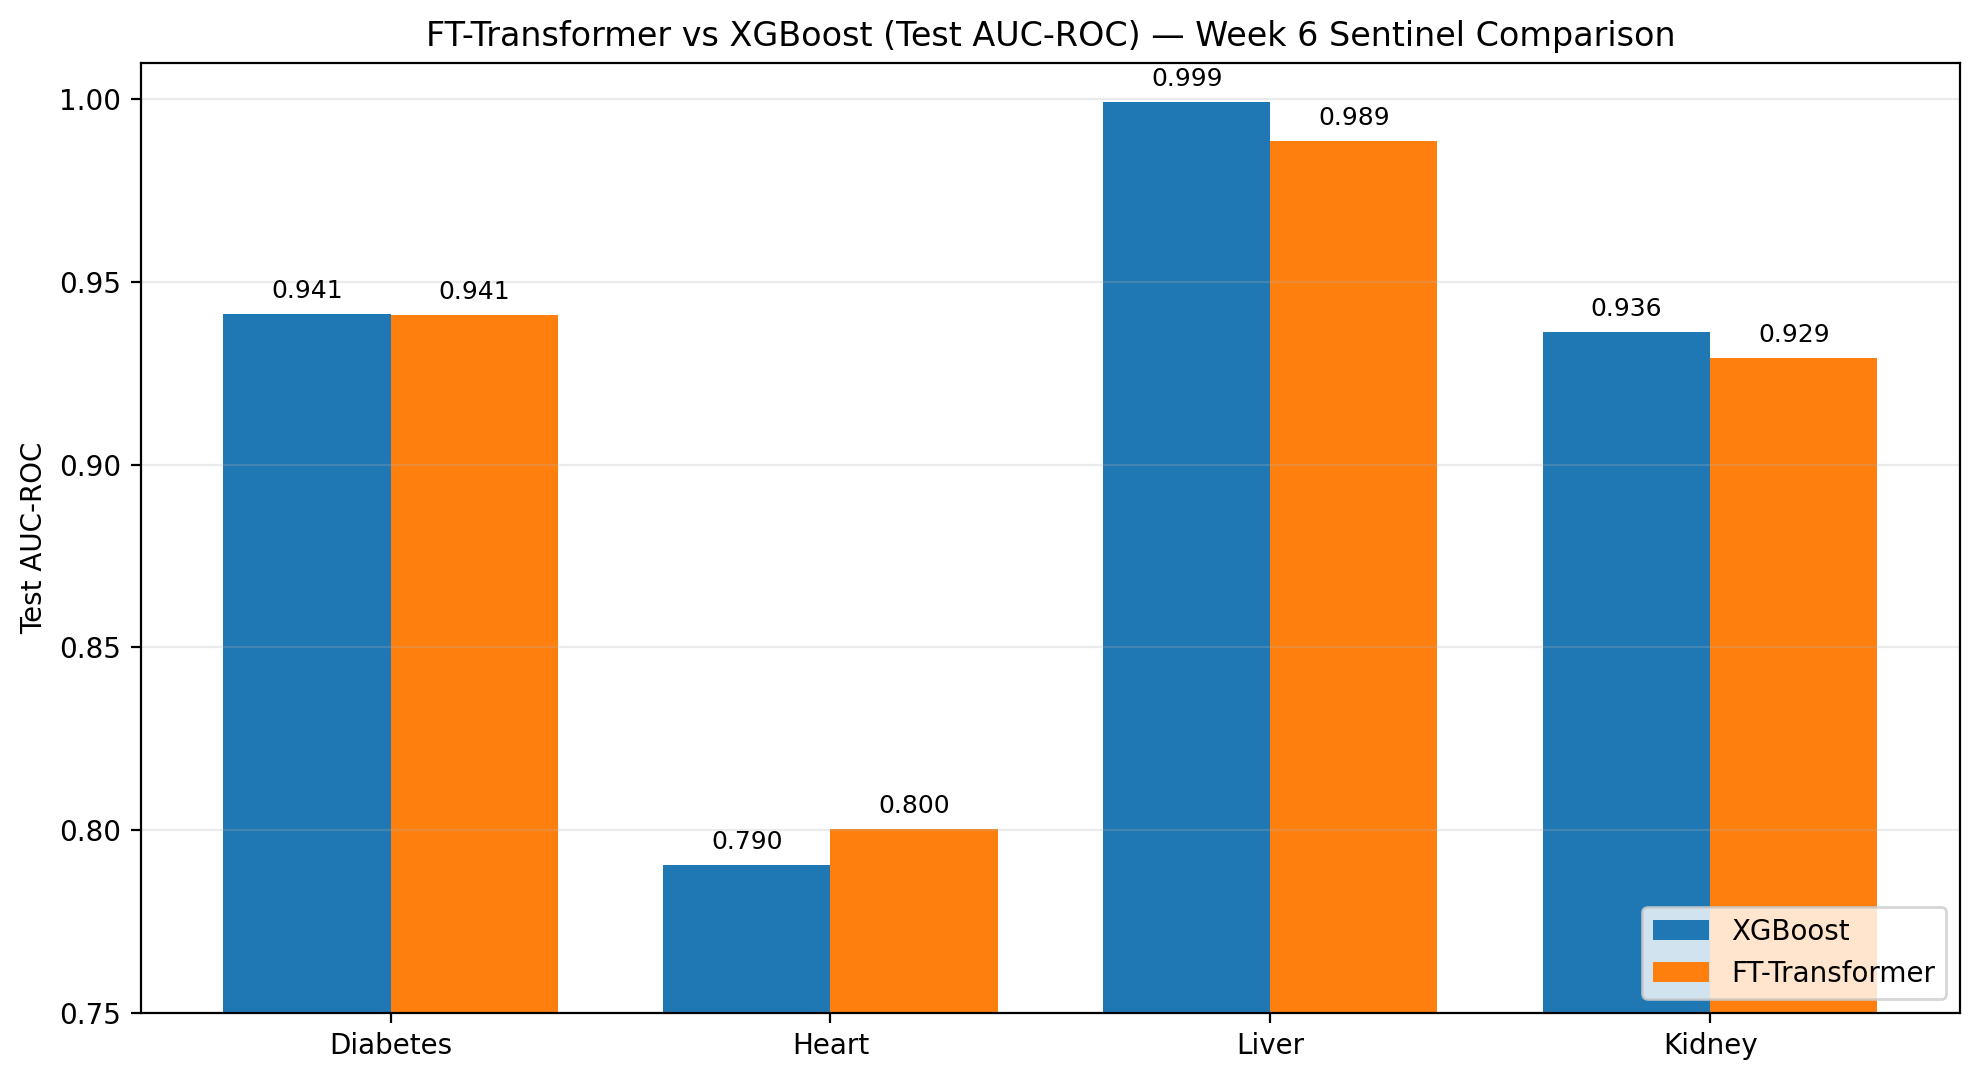 FT-Transformer vs XGBoost (Test AUC-ROC) — Week 6 Sentinel Comparison
Test AUC-ROC
1.00
0.95
0.90
0.85
0.80
0.75
0.941
0.941
0.790
0.800
0.999
0.989
0.936
0.929
Diabetes
Heart
Liver
Kidney
XGBoost
FT-Transformer